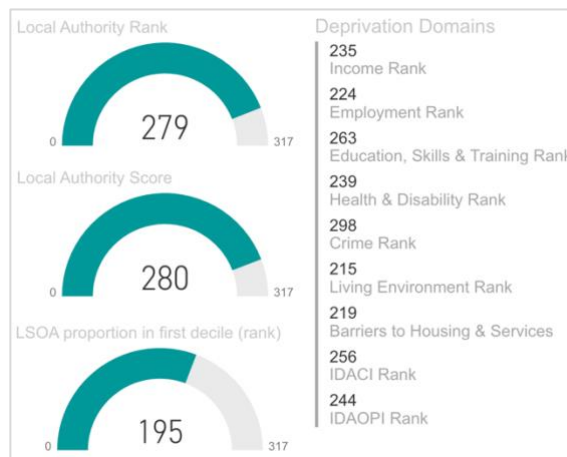 Local Authority Rank
279
0
317
Local Authority Score
280
0
317
LSOA proportion in first decile (rank)
195
0
317
Deprivation Domains
235
Income Rank
224
Employment Rank
263
Education, Skills & Training Rank
239
Health & Disability Rank
298
Crime Rank
215
Living Environment Rank
219
Barriers to Housing & Services
256
IDACI Rank
244
IDAOPI Rank